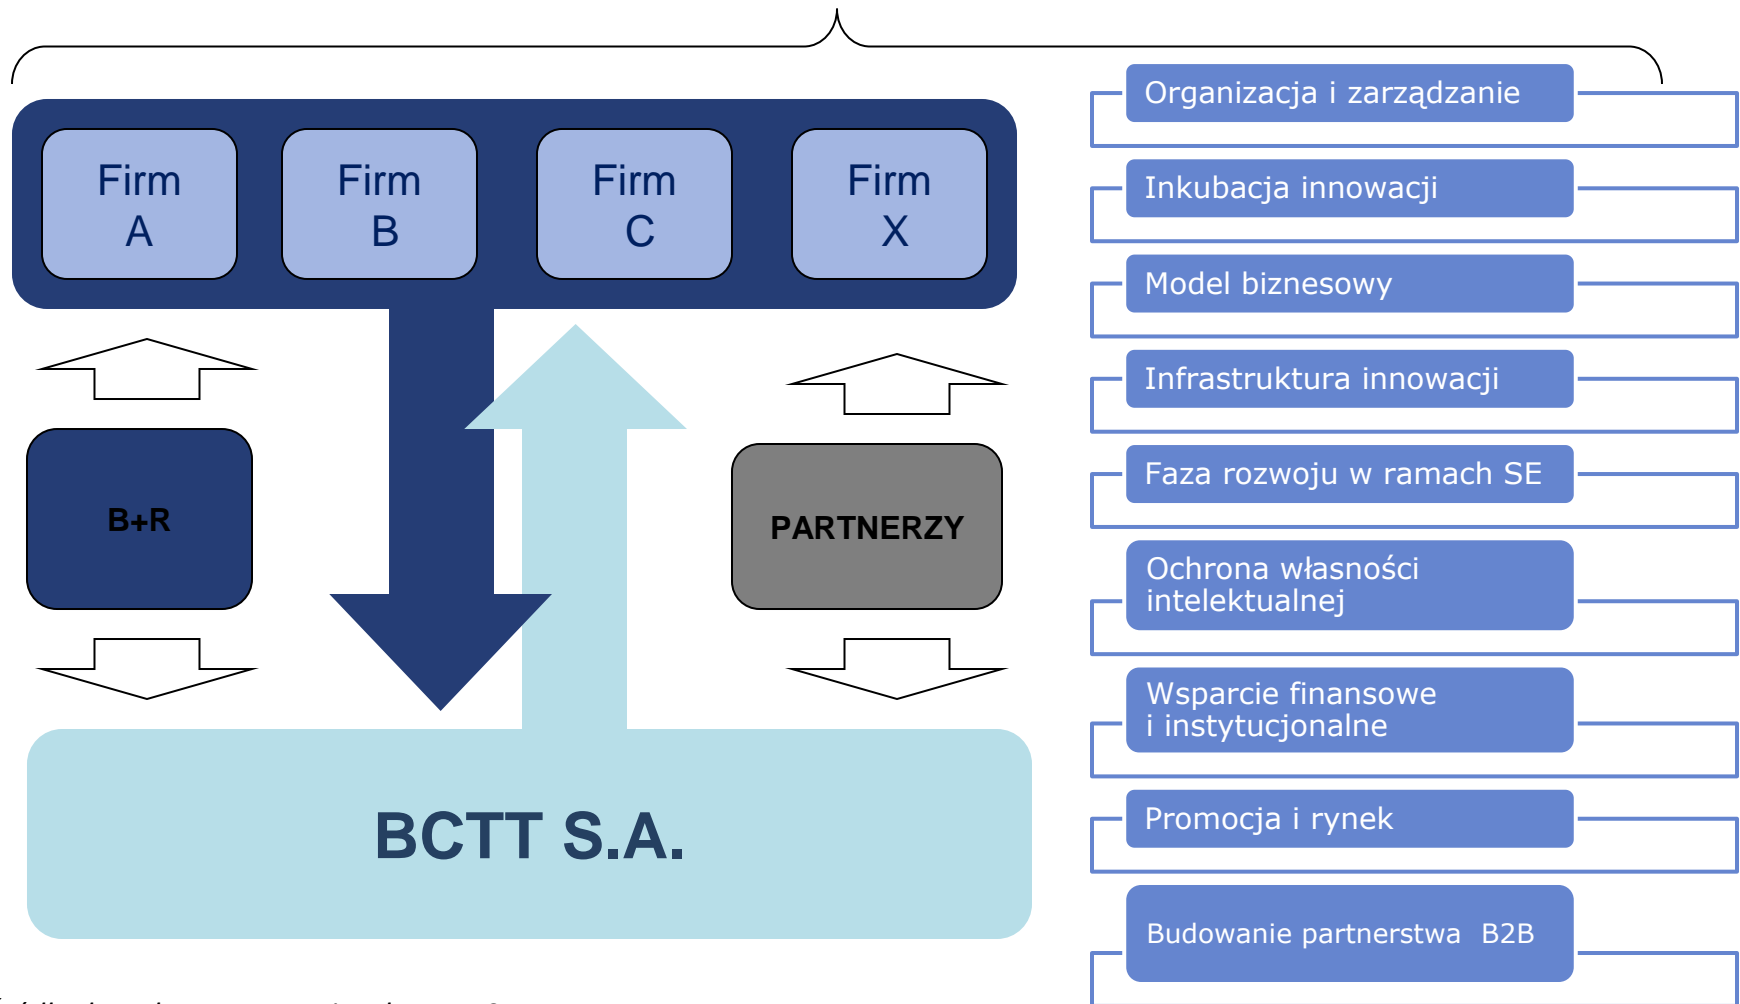 Firm
A
Firm
B
Firm
C
Firm
X
B+R
PARTNERZY
BCTT S.A.
Organizacja i zarządzanie
Inkubacja innowacji
Model biznesowy
Infrastruktura innowacji
Faza rozwoju w ramach SE
Ochrona własności
intelektualnej
Wsparcie finansowe
i instytucjonalne
Promocja i rynek
Budowanie partnerstwa B2B